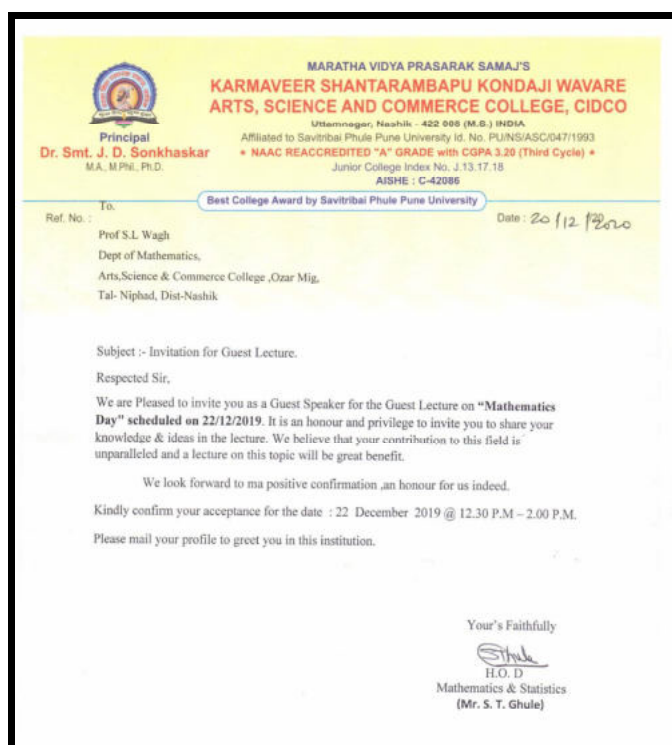 MARATHA VIDYA PRASARAK SAMAJ'S
KARMAVEER SHANTARAMBAPU KONDAJI WAVARE
ARTS, SCIENCE AND COMMERCE COLLEGE, CIDCO
Uttamnagar, Nashik - 422 008 (M.S.) INDIA
Affiliated to Savitribai Phule Pune University Id. No. PU/NS/ASC/047/1993
★ NAAC REACCREDITED "A" GRADE with CGPA 3.20 (Third Cycle) ★
Junior College Index No. J.13.17.18
AISHE : C-42086
Principal
Dr. Smt. J. D. Sonkhaskar
M.A., M.Phil., Ph.D.
Best College Award by Savitribai Phule Pune University
To.
Ref. No. :
Date : 20/12/2020
Prof S.L Wagh
Dept of Mathematics,
Arts,Science & Commerce College ,Ozar Mig,
Tal- Niphad, Dist-Nashik
Subject :- Invitation for Guest Lecture.
Respected Sir,
We are Pleased to invite you as a Guest Speaker for the Guest Lecture on “Mathematics
Day” scheduled on 22/12/2019. It is an honour and privilege to invite you to share your
knowledge & ideas in the lecture. We believe that your contribution to this field is
unparalleled and a lecture on this topic will be great benefit.
We look forward to ma positive confirmation ,an honour for us indeed.
Kindly confirm your acceptance for the date : 22 December 2019 @ 12.30 P.M – 2.00 P.M.
Please mail your profile to greet you in this institution.
Your's Faithfully
SThule
H.O. D
Mathematics & Statistics
(Mr. S. T. Ghule)